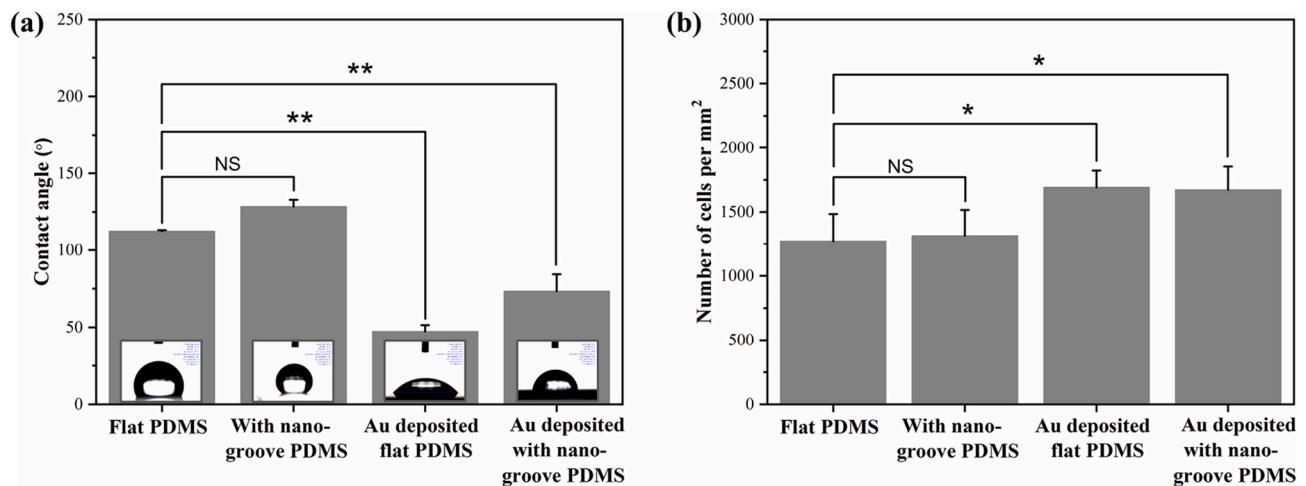 (a)
Contact angle (°)
250
200
150
100
50
0
**
**
NS
Flat PDMS
With nano-
groove PDMS
Au deposited
flat PDMS
Au deposited
with nano-
groove PDMS
(b)
Number of cells per mm²
3000
2500
2000
1500
1000
500
0
*
*
NS
Flat PDMS
With nano-
groove PDMS
Au deposited
flat PDMS
Au deposited
with nano-
groove PDMS